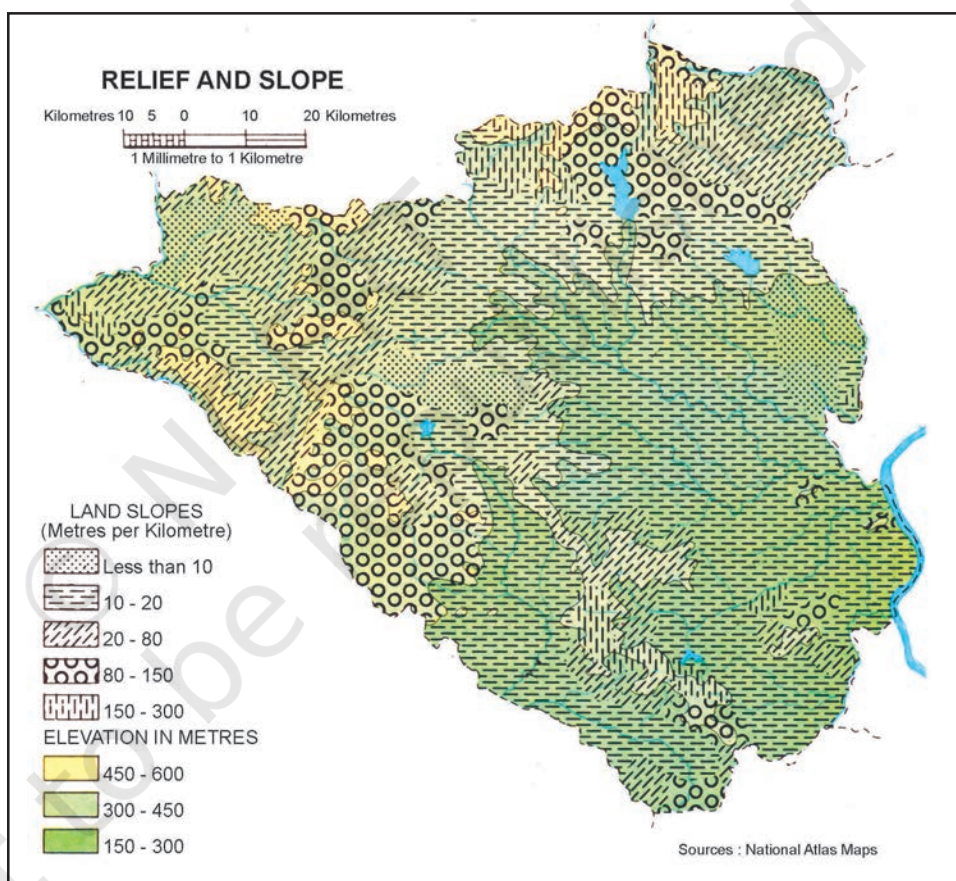 RELIEF AND SLOPE
Kilometres 10 5 0 10 20 Kilometres
1 Millimetre to 1 Kilometre
LAND SLOPES
(Metres per Kilometre)
Less than 10
10 - 20
20 - 80
80 - 150
150 - 300
ELEVATION IN METRES
450 - 600
300 - 450
150 - 300
Sources : National Atlas Maps